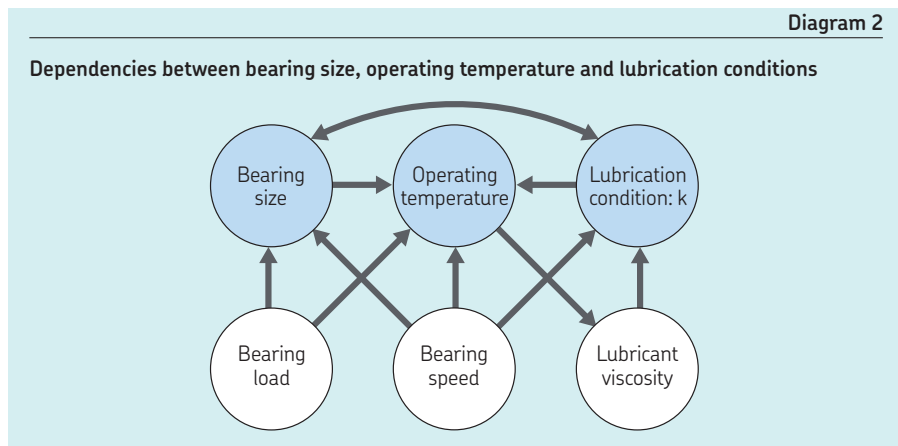 Diagram 2
Dependencies between bearing size, operating temperature and lubrication conditions
Bearing
size
Operating
temperature
Lubrication
condition: k
Bearing
load
Bearing
speed
Lubricant
viscosity